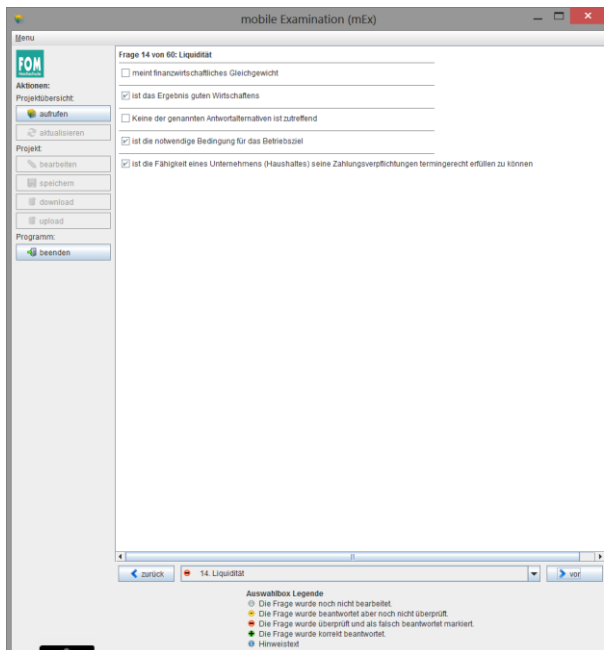 mobile Examination (mEx)
Menu
FOM
Hochschule
Aktionen:
Projektübersicht:
aufrufen
aktualisieren
Projekt:
bearbeiten
speichern
download
upload
Programm:
beenden
Frage 14 von 60: Liquidität
meint finanzwirtschaftliches Gleichgewicht
ist das Ergebnis guten Wirtschaftens
Keine der genannten Antwortalternativen ist zutreffend
ist die notwendige Bedingung für das Betriebsziel
ist die Fähigkeit eines Unternehmens (Haushaltes) seine Zahlungsverpflichtungen termingerecht erfüllen zu können
zurück
14. Liquidität
vor
Auswahlbox Legende
Die Frage wurde noch nicht bearbeitet.
Die Frage wurde beantwortet aber noch nicht überprüft.
Die Frage wurde überprüft und als falsch beantwortet markiert.
Die Frage wurde korrekt beantwortet.
Hinweistext